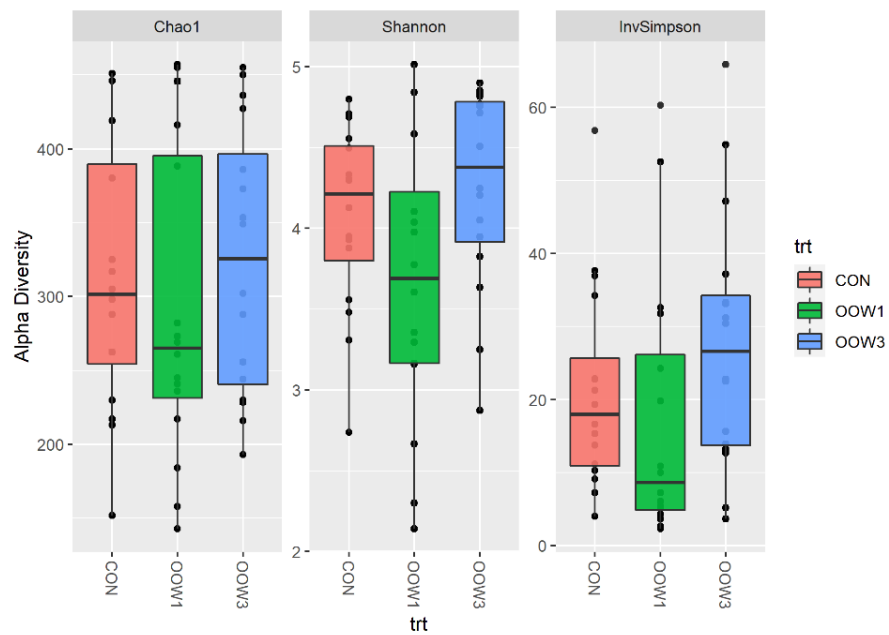 Chao1
Shannon
InvSimpson
Alpha Diversity
400
300
200
5
4
3
2
60
40
20
0
CON
OOW1
OOW3
CON
OOW1
OOW3
CON
OOW1
OOW3
trt
trt
CON
OOW1
OOW3